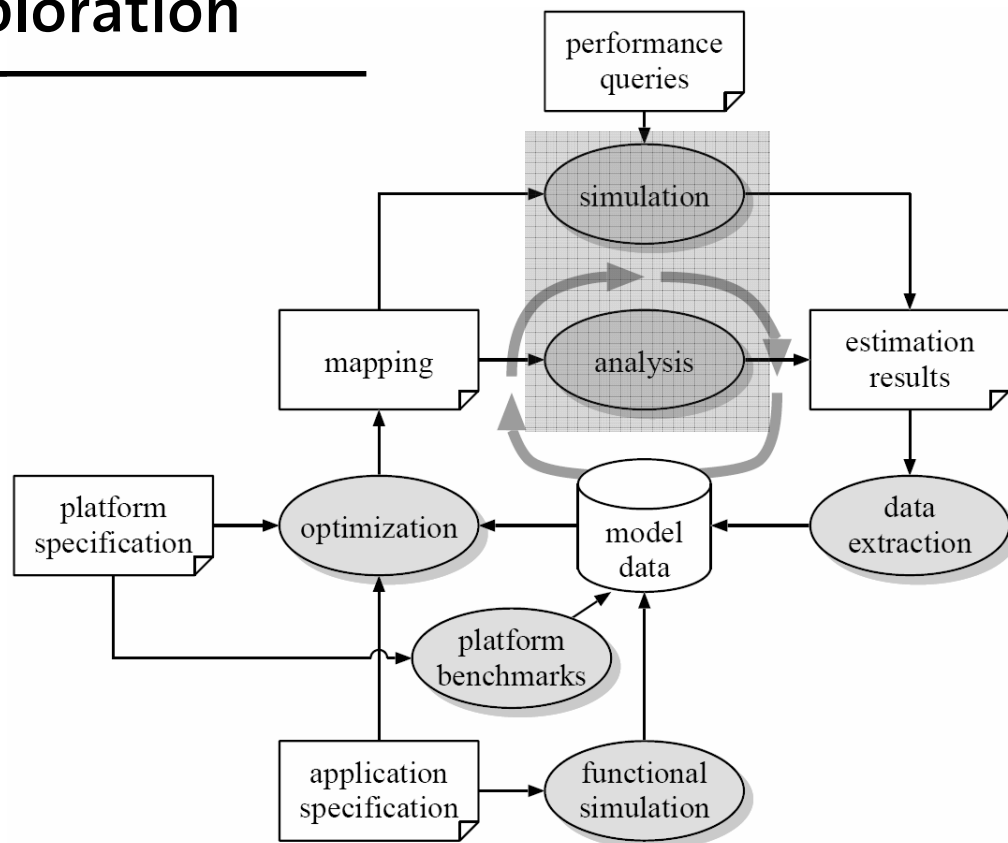 ploration
performance
queries
simulation
mapping
analysis
estimation
results
platform
specification
optimization
model
data
data
extraction
platform
benchmarks
application
specification
functional
simulation